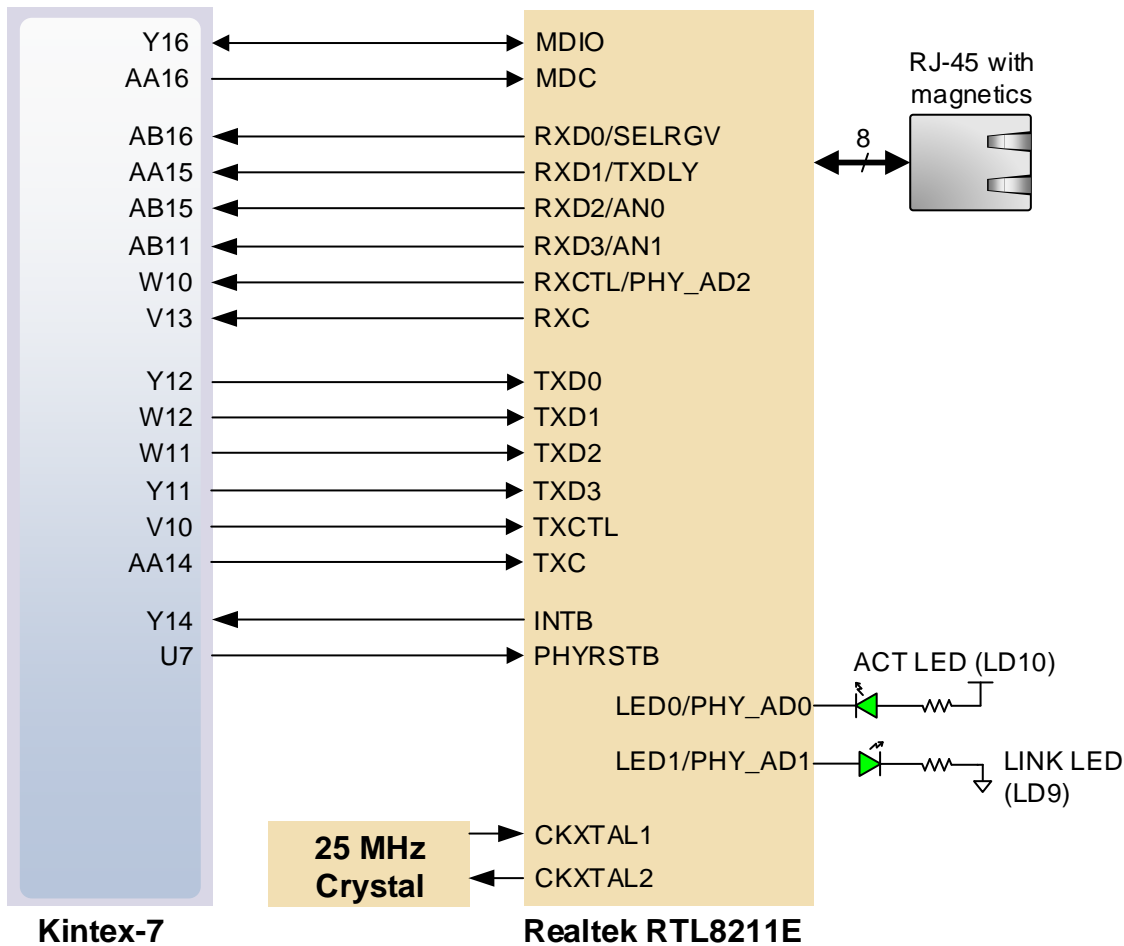 Y16 MDIO
AA16 MDC
RJ-45 with
magnetics
AB16 RXD0/SELRGV
8
AA15 RXD1/TXDLY
AB15 RXD2/AN0
AB11 RXD3/AN1
W10 RXCTL/PHY_AD2
V13 RXC
Y12 TXD0
W12 TXD1
W11 TXD2
Y11 TXD3
V10 TXCTL
AA14 TXC
Y14 INTB
U7 PHYRSTB
ACT LED (LD10)
LED0/PHY_AD0
LED1/PHY_AD1
LINK LED
(LD9)
25 MHz
Crystal
CKXTAL1
CKXTAL2
Kintex-7
Realtek RTL8211E